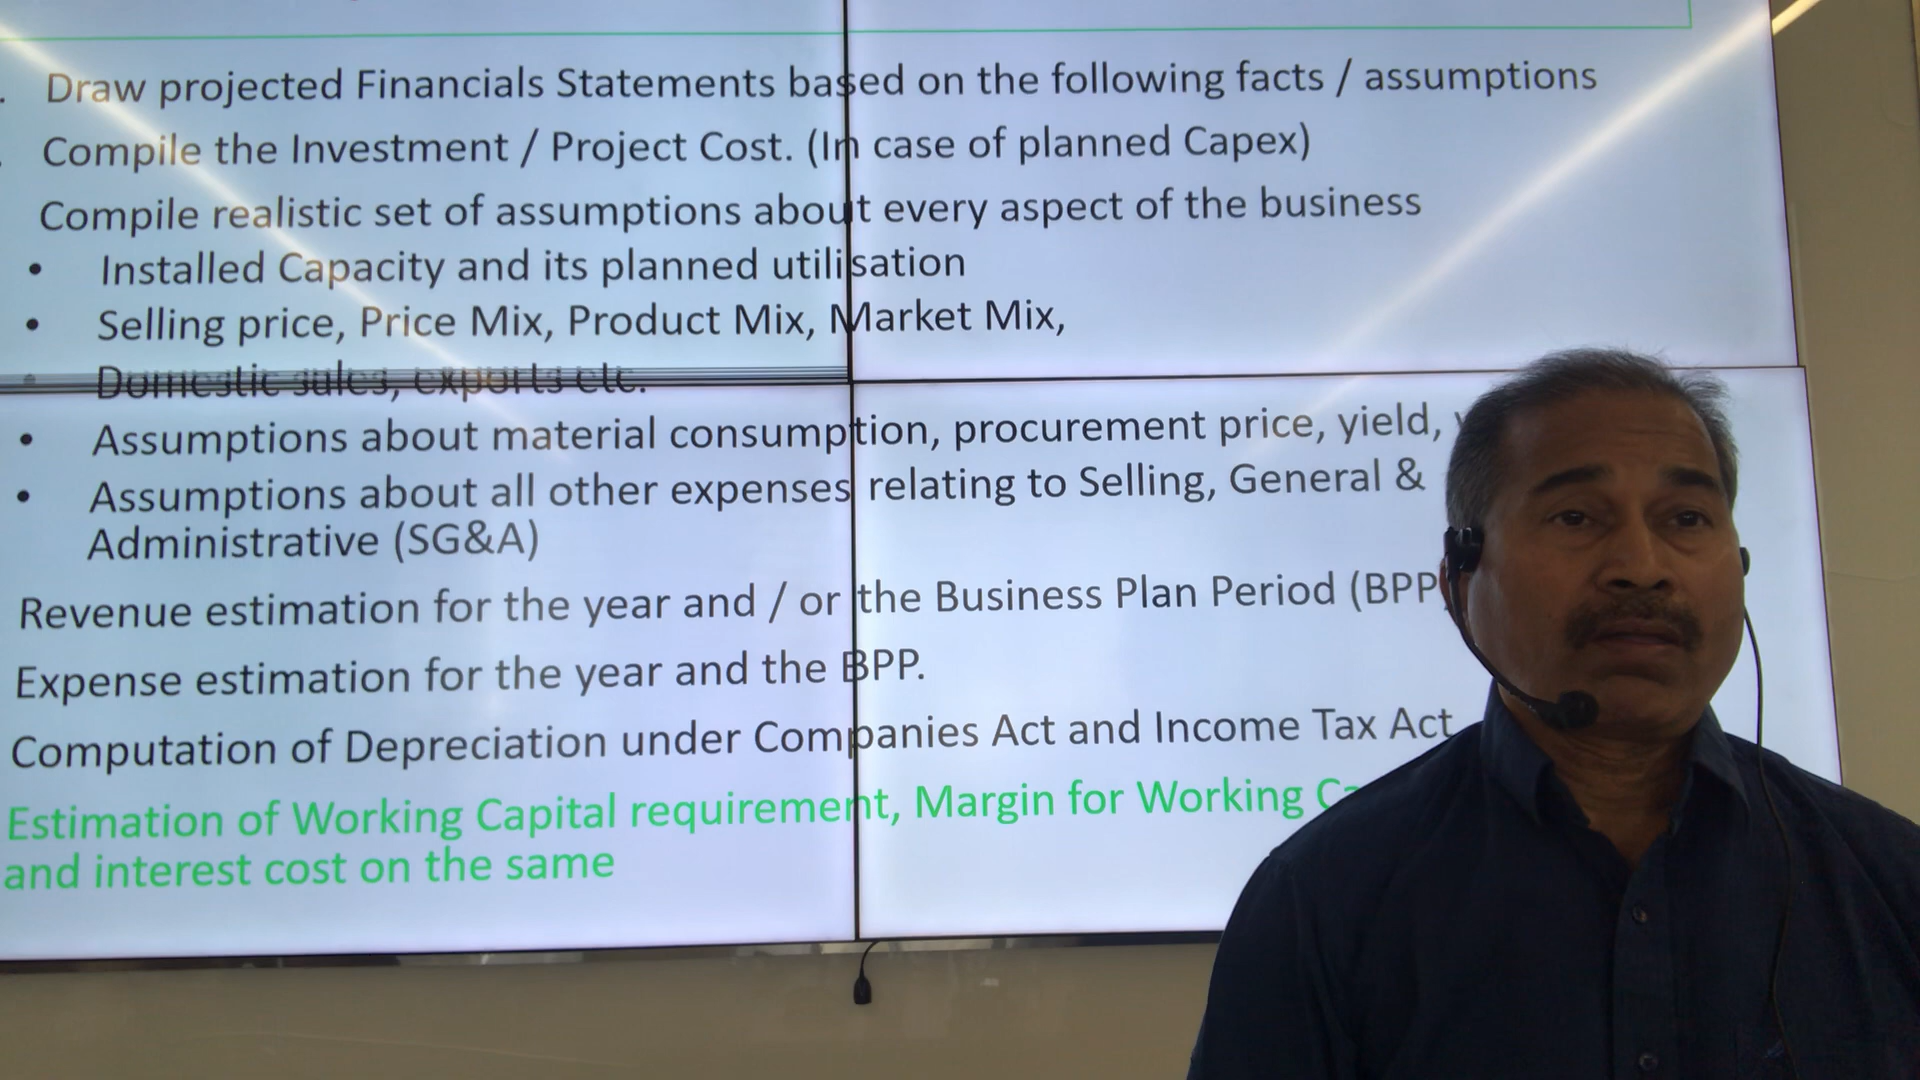 Draw projected Financials Statements based on the following facts / assumptions
Compile the Investment / Project Cost. (In case of planned Capex)
Compile realistic set of assumptions about every aspect of the business
• Installed Capacity and its planned utilisation
• Selling price, Price Mix, Product Mix, Market Mix,
• Domestic sales, exports etc.
• Assumptions about material consumption, procurement price, yield,
• Assumptions about all other expenses relating to Selling, General &
Administrative (SG&A)
Revenue estimation for the year and / or the Business Plan Period (BPP
Expense estimation for the year and the BPP.
Computation of Depreciation under Companies Act and Income Tax Act
Estimation of Working Capital requirement, Margin for Working
and interest cost on the same